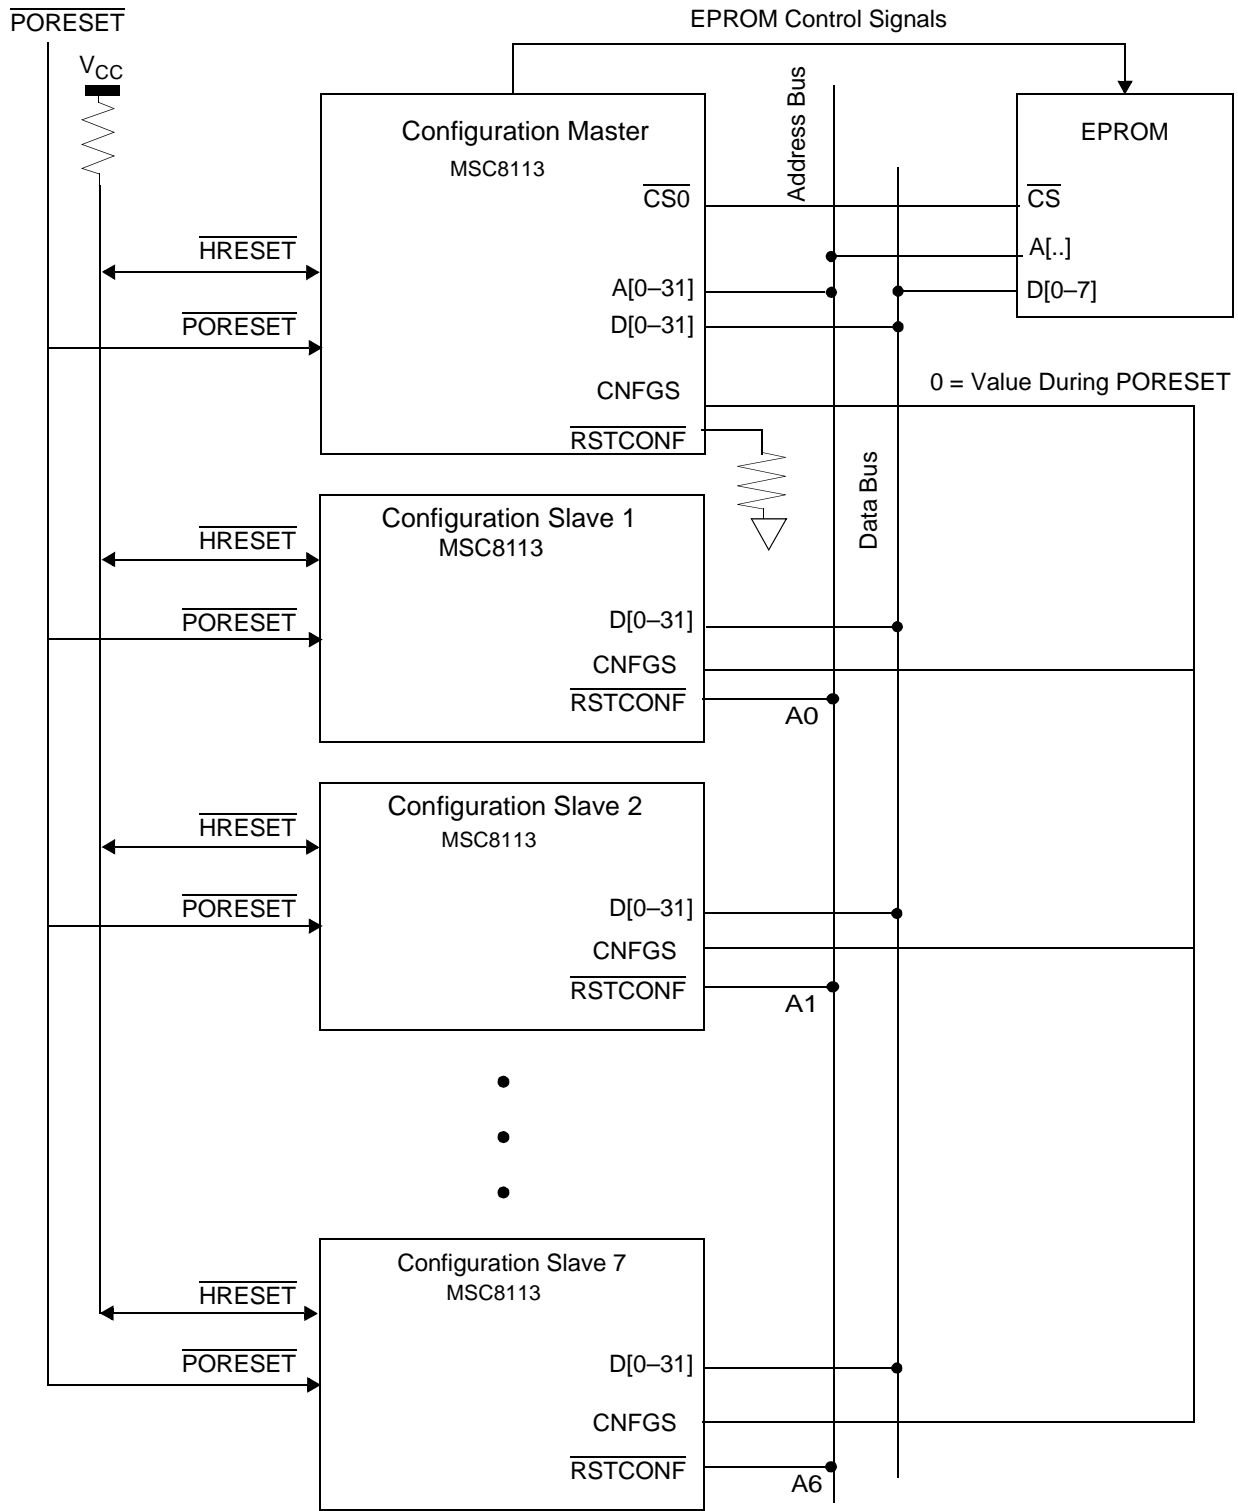 PORESET
EPROM Control Signals
VCC
Address Bus
Configuration Master
MSC8113
EPROM
CS0
CS
HRESET
A[..]
A[0–31]
D[0–7]
PORESET
D[0–31]
CNFGS
0 = Value During PORESET
RSTCONF
Data Bus
Configuration Slave 1
MSC8113
HRESET
PORESET
D[0–31]
CNFGS
RSTCONF
A0
Configuration Slave 2
MSC8113
HRESET
PORESET
D[0–31]
CNFGS
RSTCONF
A1
Configuration Slave 7
MSC8113
HRESET
PORESET
D[0–31]
CNFGS
RSTCONF
A6